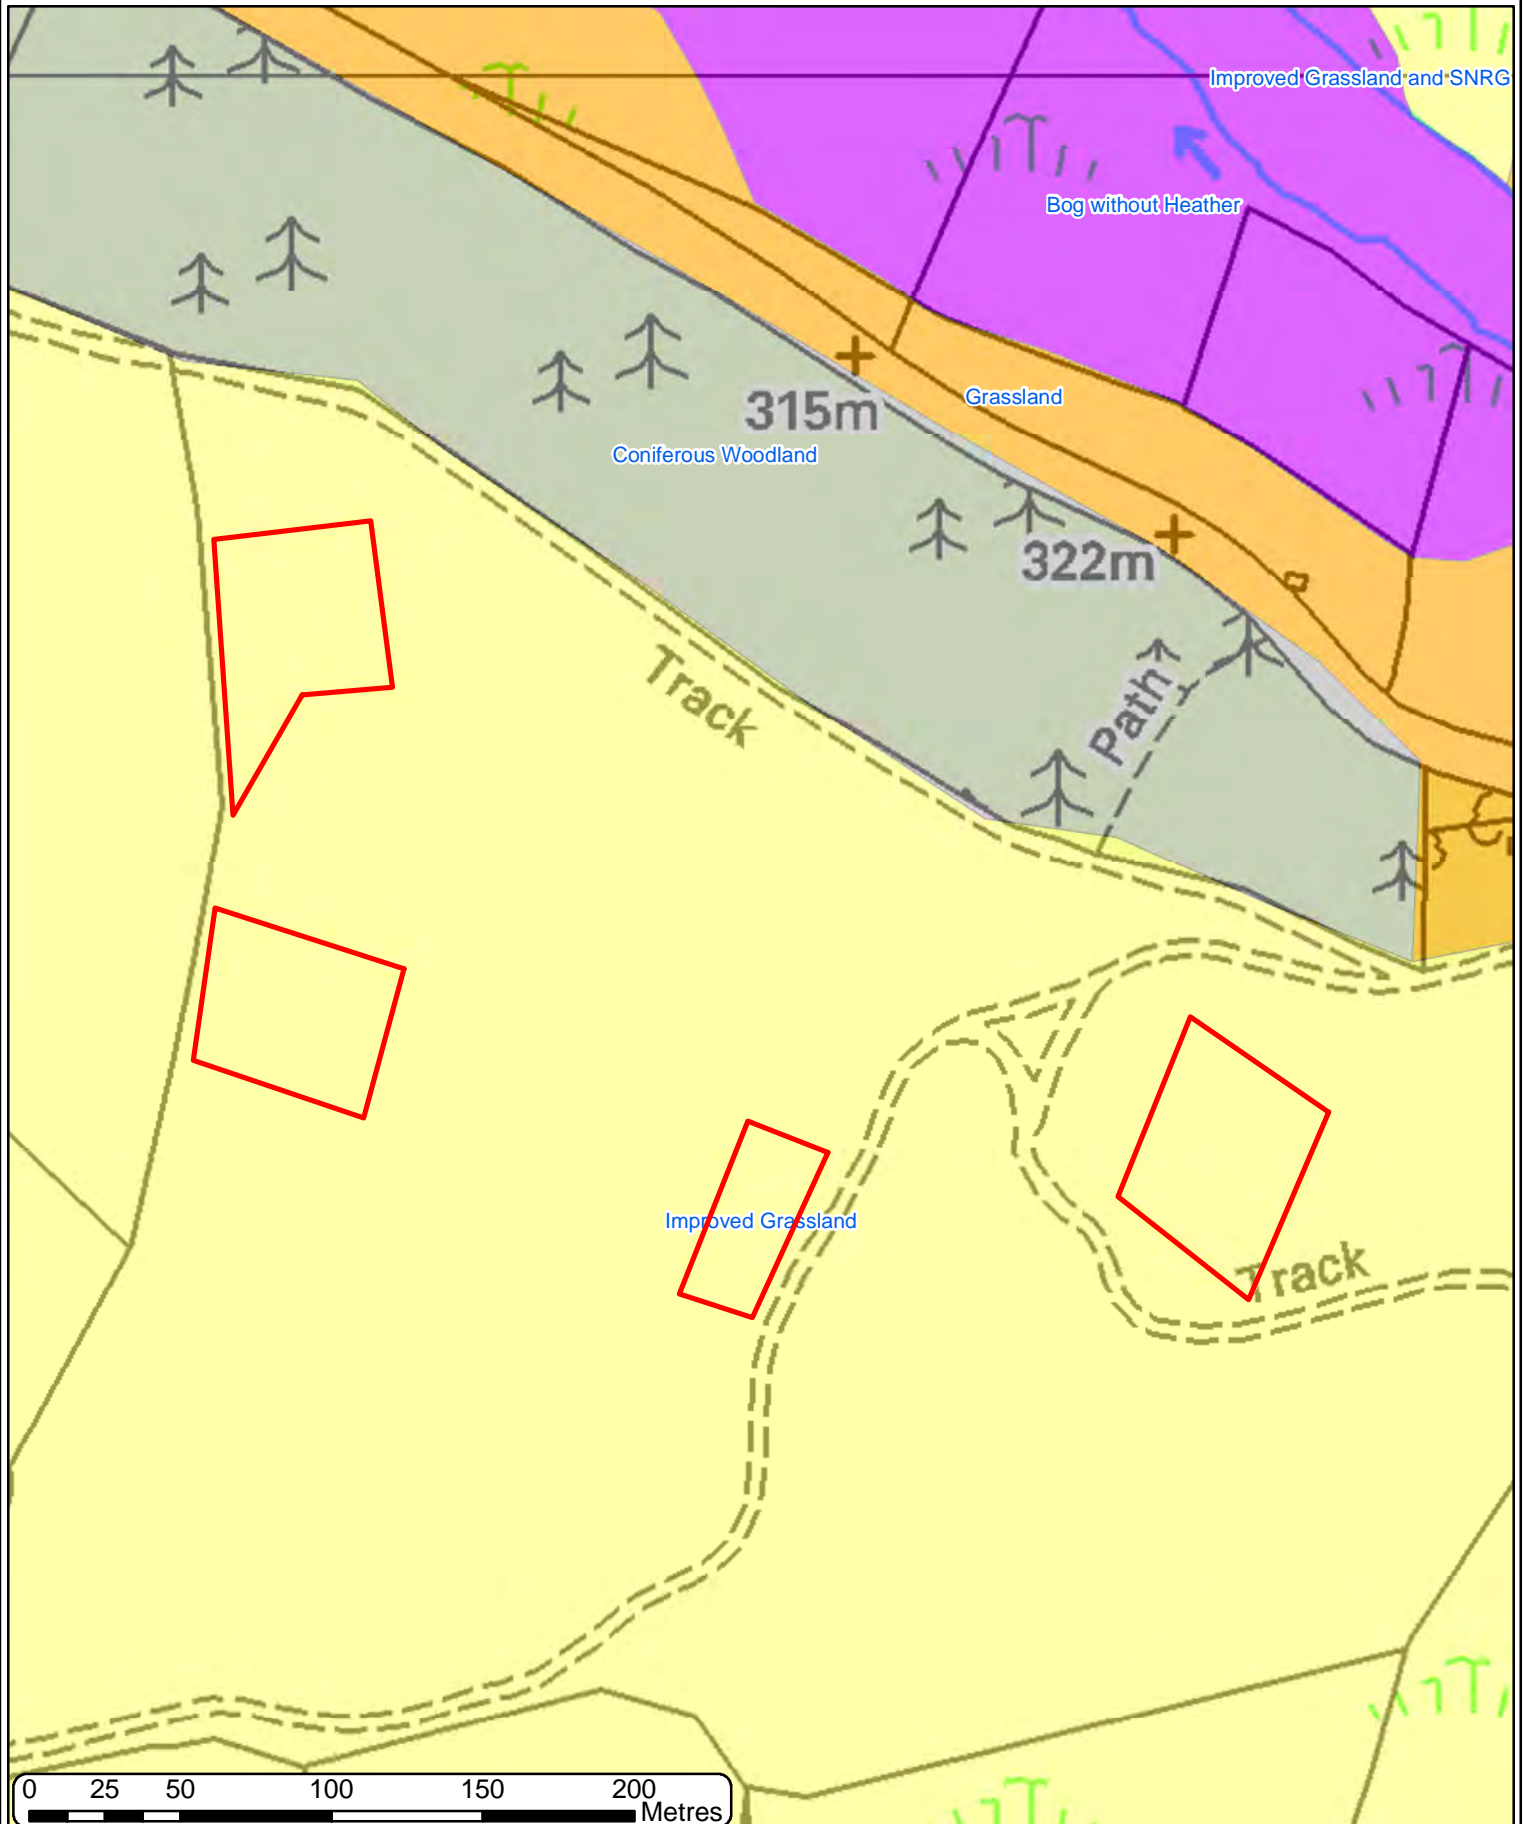 Improved Grassland and SNRG
Bog without Heather
Grassland
315m
Coniferous Woodland
322m
Track
Path
Improved Grassland
Track
0 25 50 100 150 200
Metres